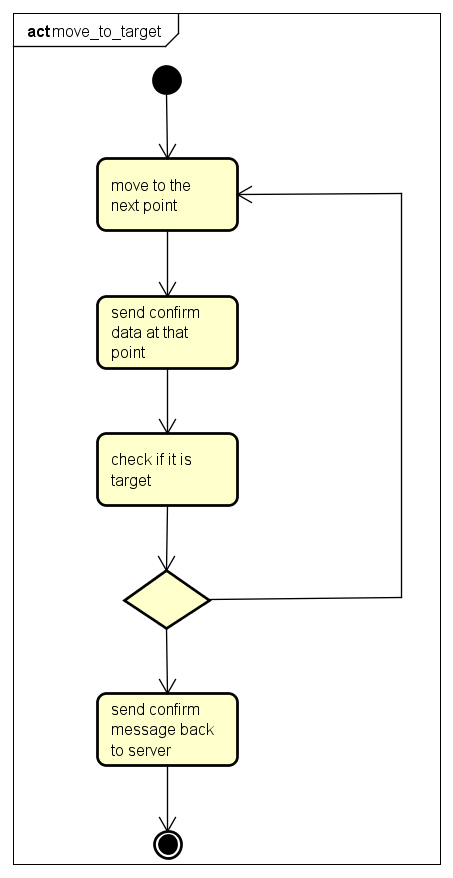 act move_to_target
move to the
next point
send confirm
data at that
point
check if it is
target
send confirm
message back
to server